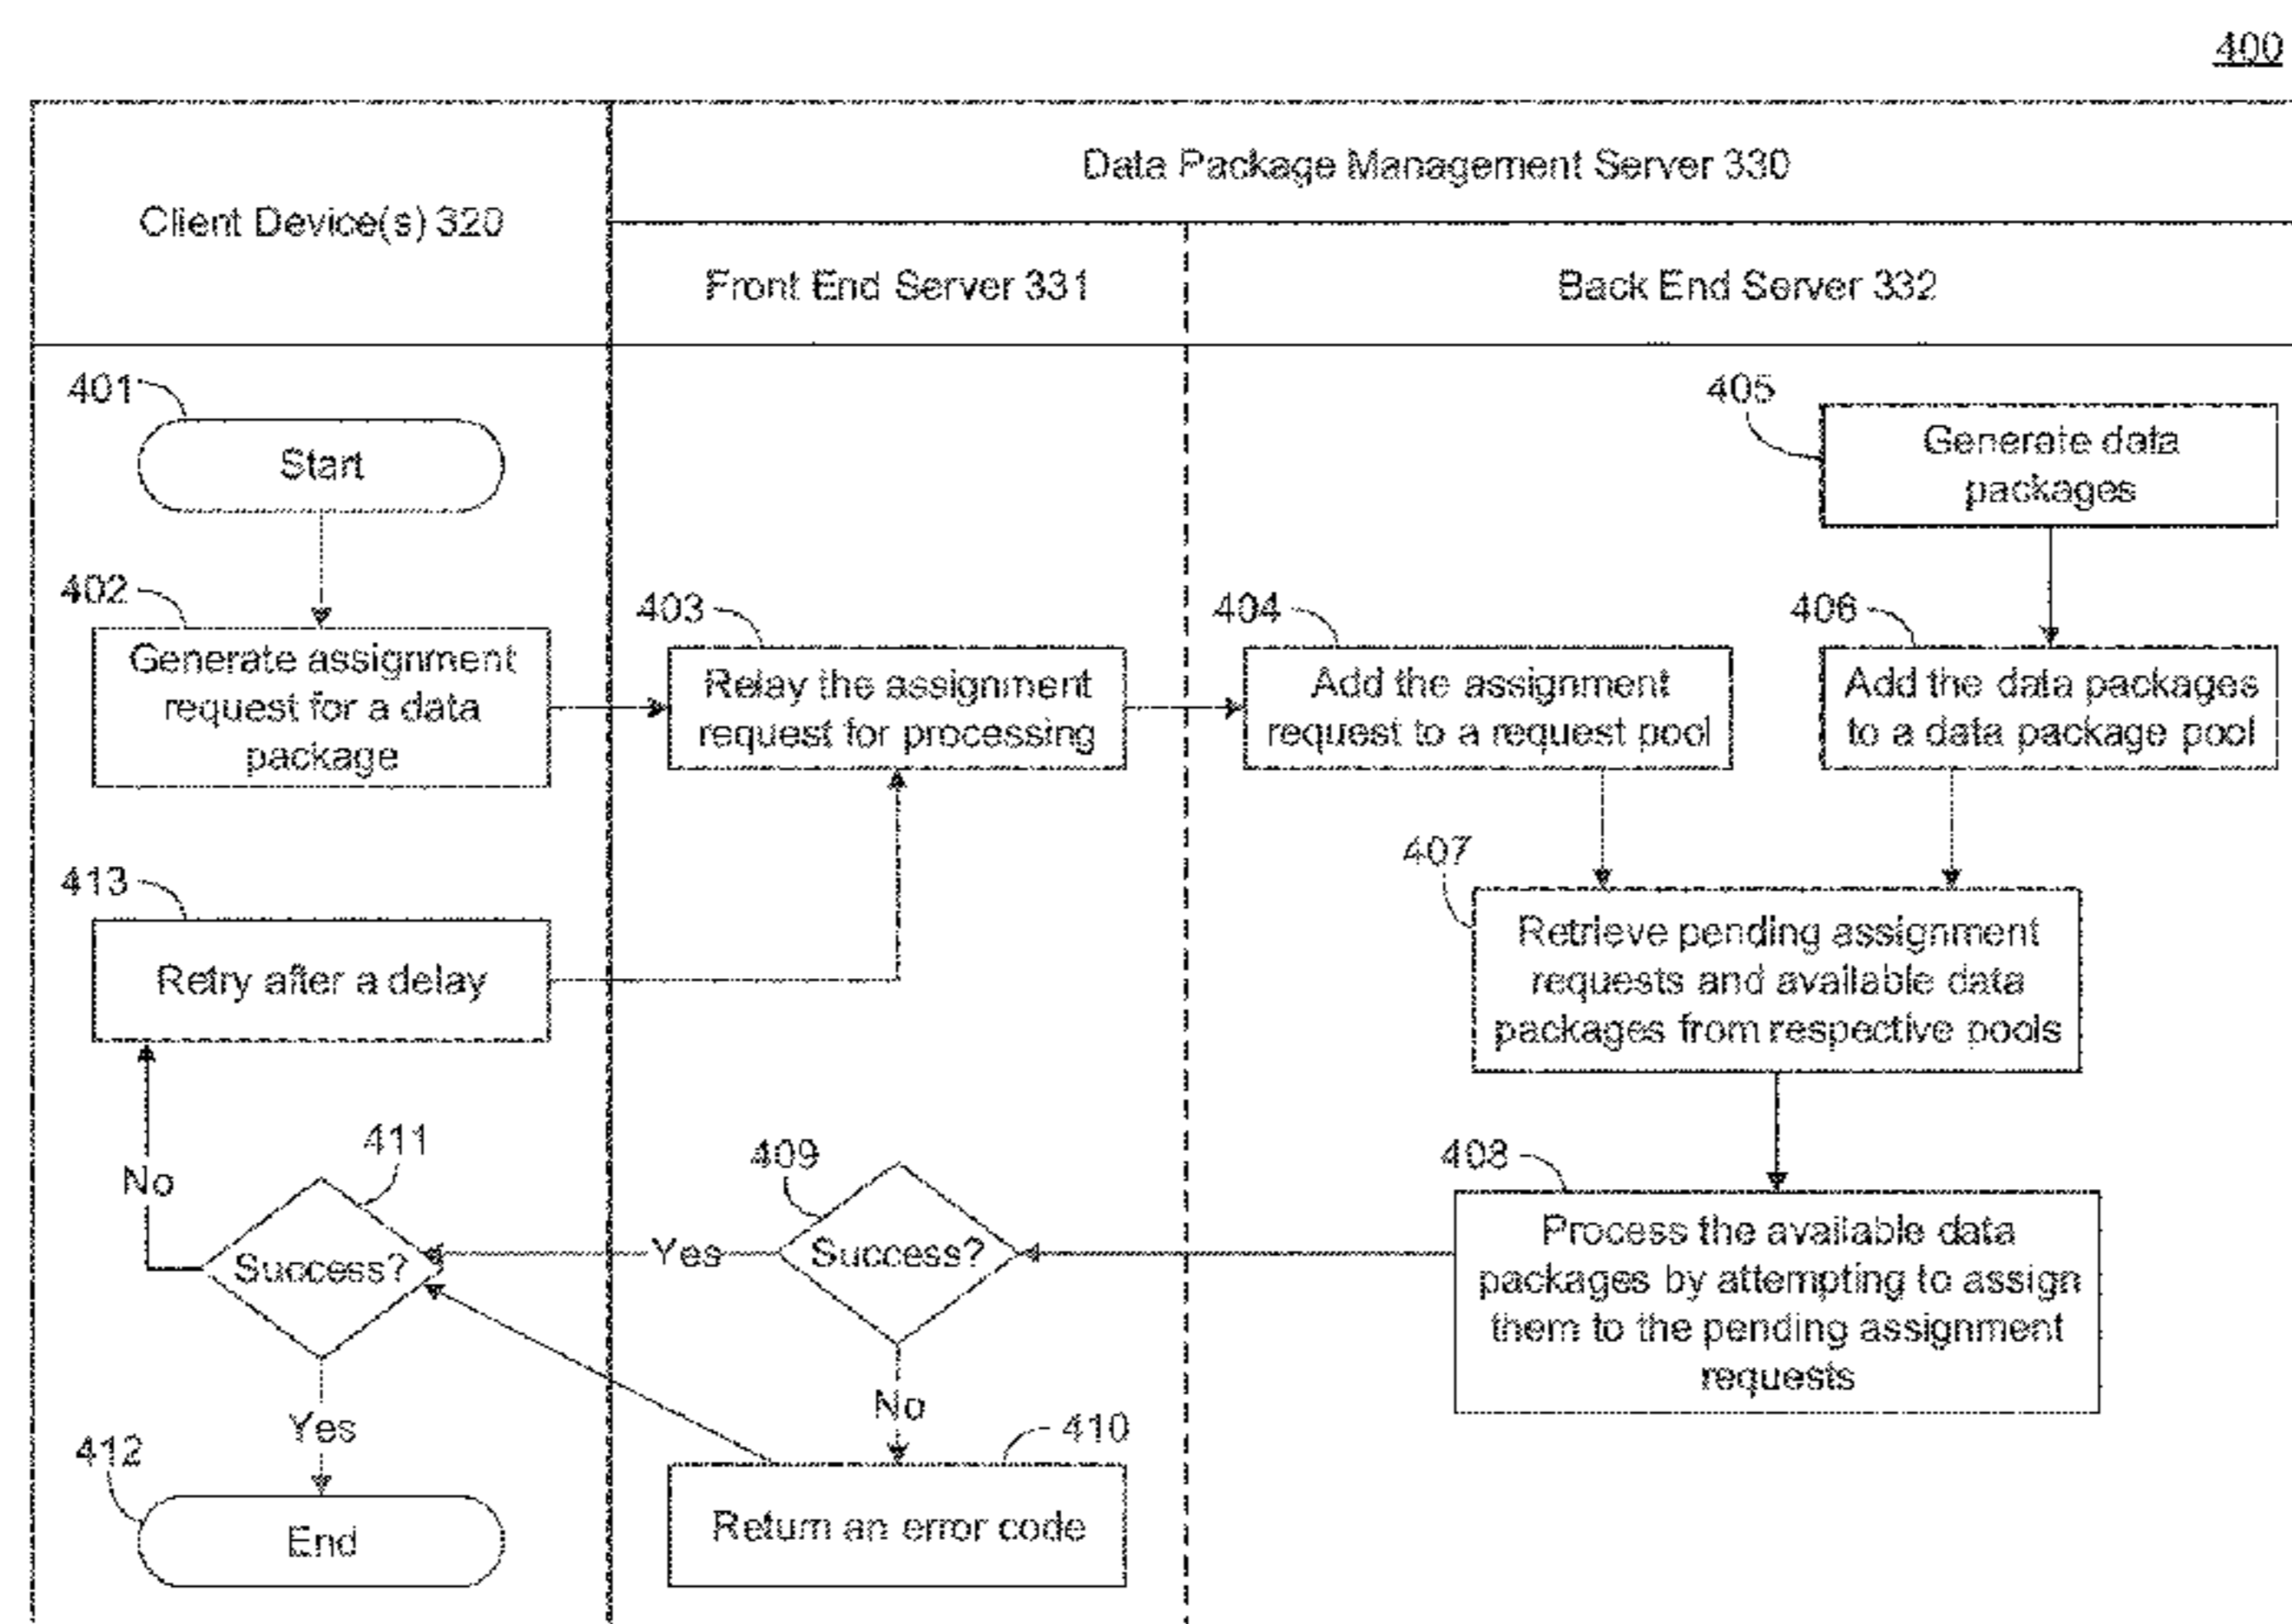 400
Data Package Management Server 330
Client Device(s) 320
Front End Server 331
Back End Server 332
401
Start
405
Generate data
packages
402
Generate assignment
request for a data
package
403
Relay the assignment
request for processing
404
Add the assignment
request to a request pool
406
Add the data packages
to a data package pool
413
Retry after a delay
407
Retrieve pending assignment
requests and available data
packages from respective pools
No
411
Success?
Yes
409
Success?
Yes
No
408
Process the available data
packages by attempting to assign
them to the pending assignment
requests
412
End
410
Return an error code